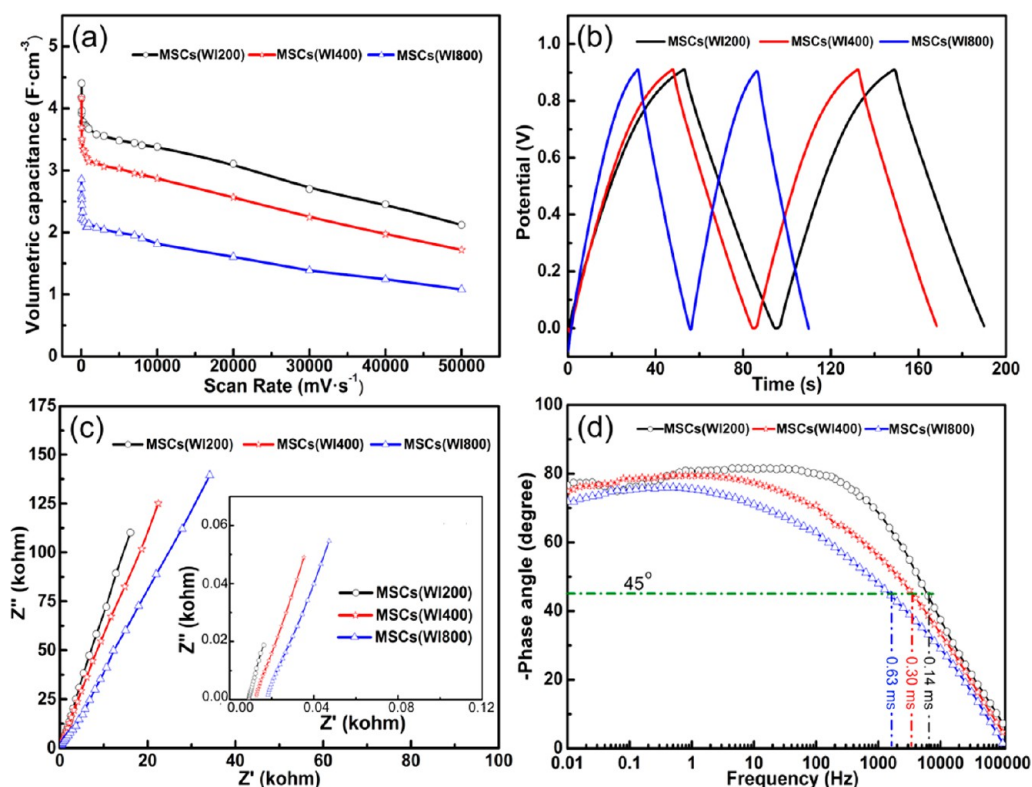 (a)
MSCs(WI200) MSCs(WI400) MSCs(WI800)
Volumetric capacitance (F·cm⁻³)
5
4
3
2
1
0
0 10000 20000 30000 40000 50000
Scan Rate (mV·s⁻¹)
(b)
MSCs(WI200) MSCs(WI400) MSCs(WI800)
Potential (V)
1.0
0.8
0.6
0.4
0.2
0.0
0 40 80 120 160 200
Time (s)
(c)
MSCs(WI200) MSCs(WI400) MSCs(WI800)
Z'' (kohm)
175
150
125
100
75
50
25
0
0 20 40 60 80 100
Z' (kohm)
Z'' (kohm)
0.06
0.04
0.02
0.00
0.00 0.04 0.08 0.12
Z' (kohm)
MSCs(WI200)
MSCs(WI400)
MSCs(WI800)
(d)
MSCs(WI200) MSCs(WI400) MSCs(WI800)
-Phase angle (degree)
100
80
60
40
20
0
45°
0.63 ms
0.30 ms
0.14 ms
0.01 0.1 1 10 100 1000 10000 100000
Frequency (Hz)